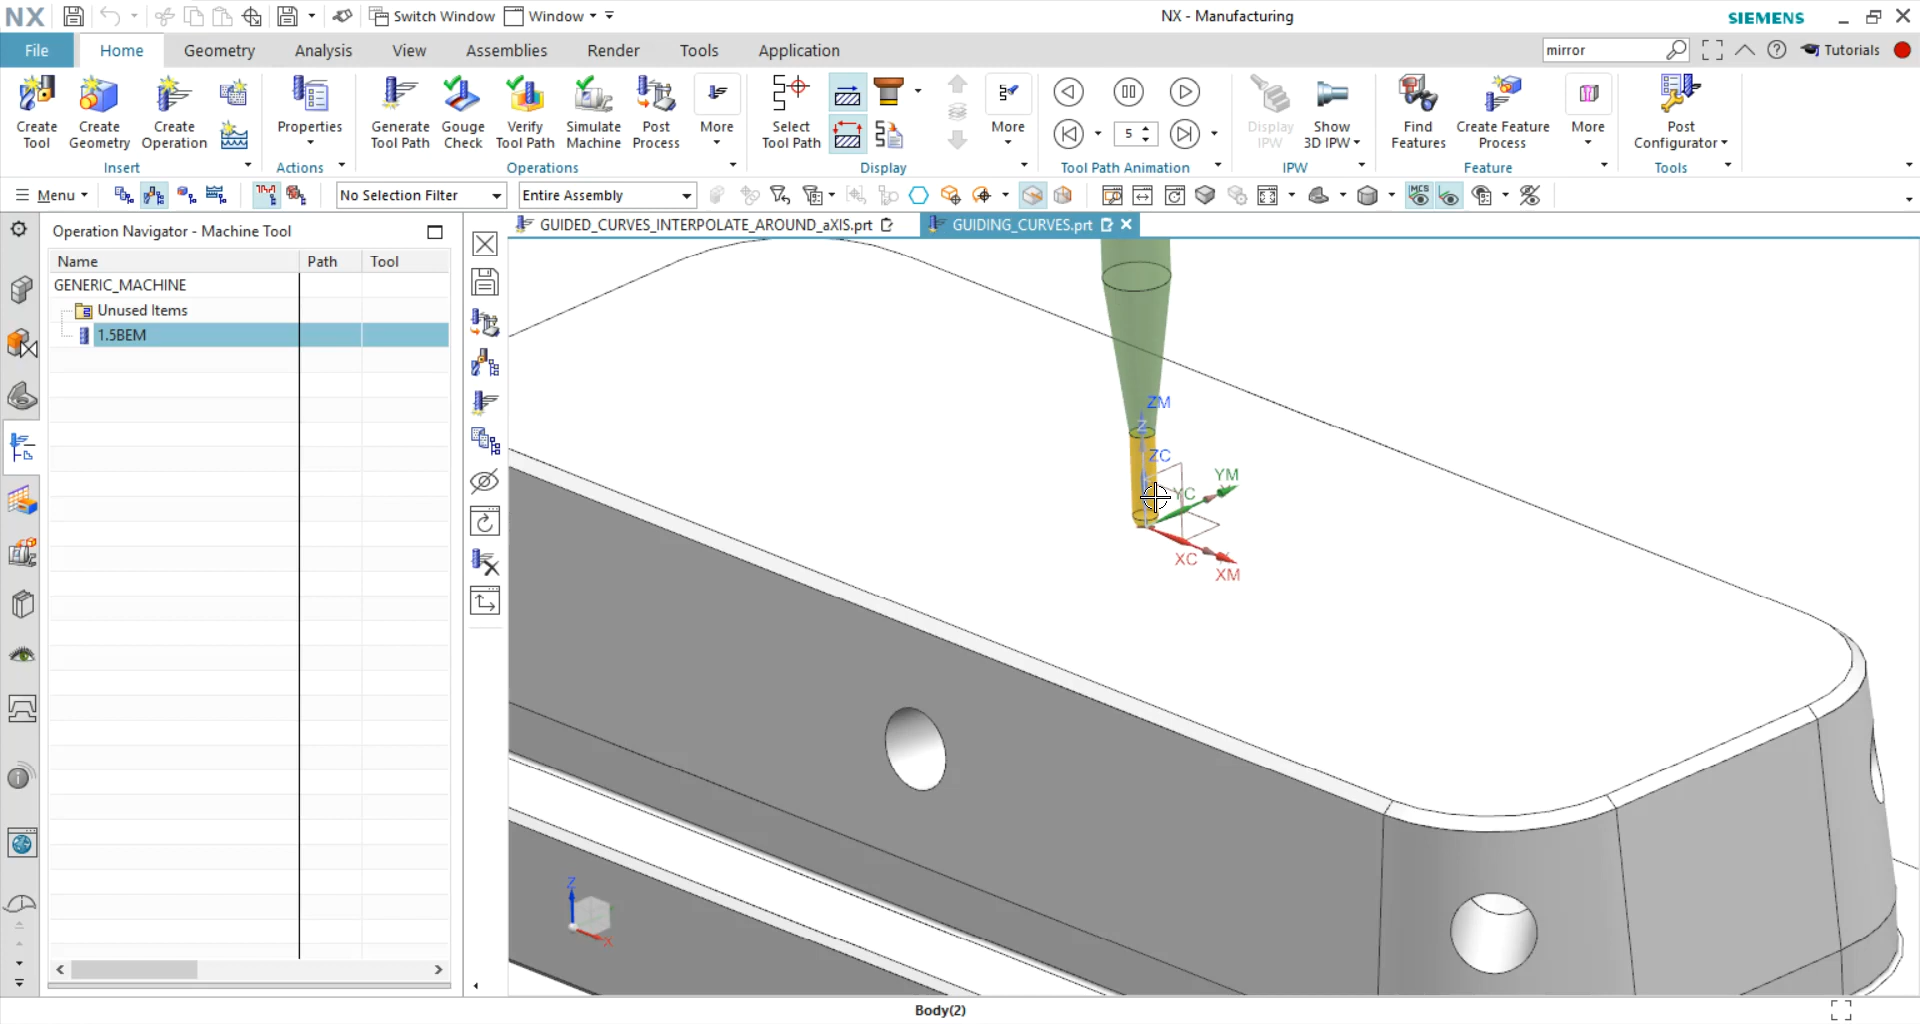 NX
Switch Window
Window
NX - Manufacturing
SIEMENS
File
Home
Geometry
Analysis
View
Assemblies
Render
Tools
Application
mirror
Tutorials
Create Tool
Create Geometry
Create Operation
Properties
Generate Tool Path
Gouge Check
Verify Tool Path
Simulate Machine
Post Process
More
Select Tool Path
More
5
Display IPW
Show 3D IPW
Find Features
Create Feature Process
More
Post Configurator
Insert
Actions
Operations
Display
Tool Path Animation
IPW
Feature
Tools
Menu
No Selection Filter
Entire Assembly
MCS
Operation Navigator - Machine Tool
GUIDED_CURVES_INTERPOLATE_AROUND_aXIS.prt
GUIDING_CURVES.prt
Name
Path
Tool
GENERIC_MACHINE
Unused Items
1.5BEM
ZM
Z
ZC
YM
YC
XC
XM
Z
X
Body(2)